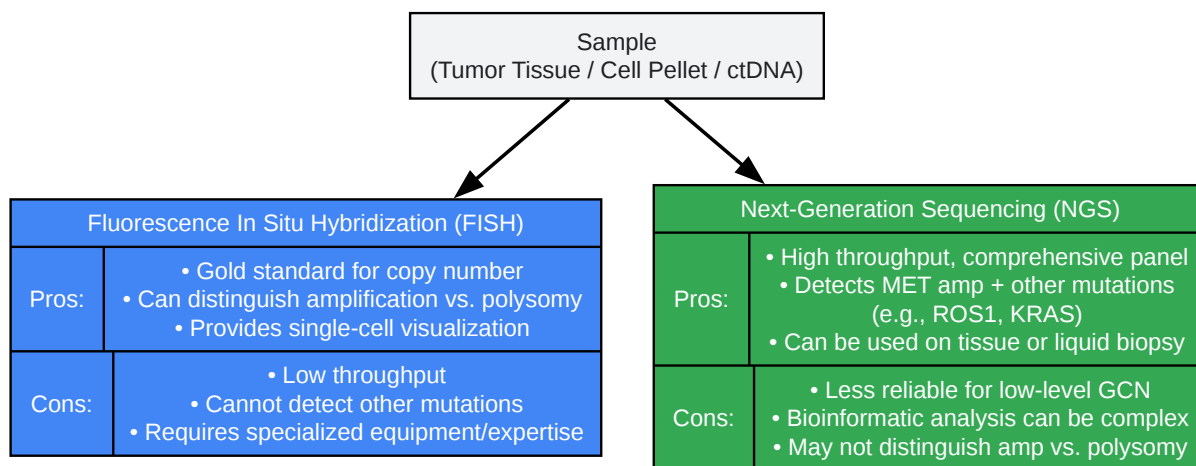 Sample
(Tumor Tissue / Cell Pellet / ctDNA)
Fluorescence In Situ Hybridization (FISH)
Pros:
• Gold standard for copy number
• Can distinguish amplification vs. polysomy
• Provides single-cell visualization
Cons:
• Low throughput
• Cannot detect other mutations
• Requires specialized equipment/expertise
Next-Generation Sequencing (NGS)
Pros:
• High throughput, comprehensive panel
• Detects MET amp + other mutations
(e.g., ROS1, KRAS)
• Can be used on tissue or liquid biopsy
Cons:
• Less reliable for low-level GCN
• Bioinformatic analysis can be complex
• May not distinguish amp vs. polysomy